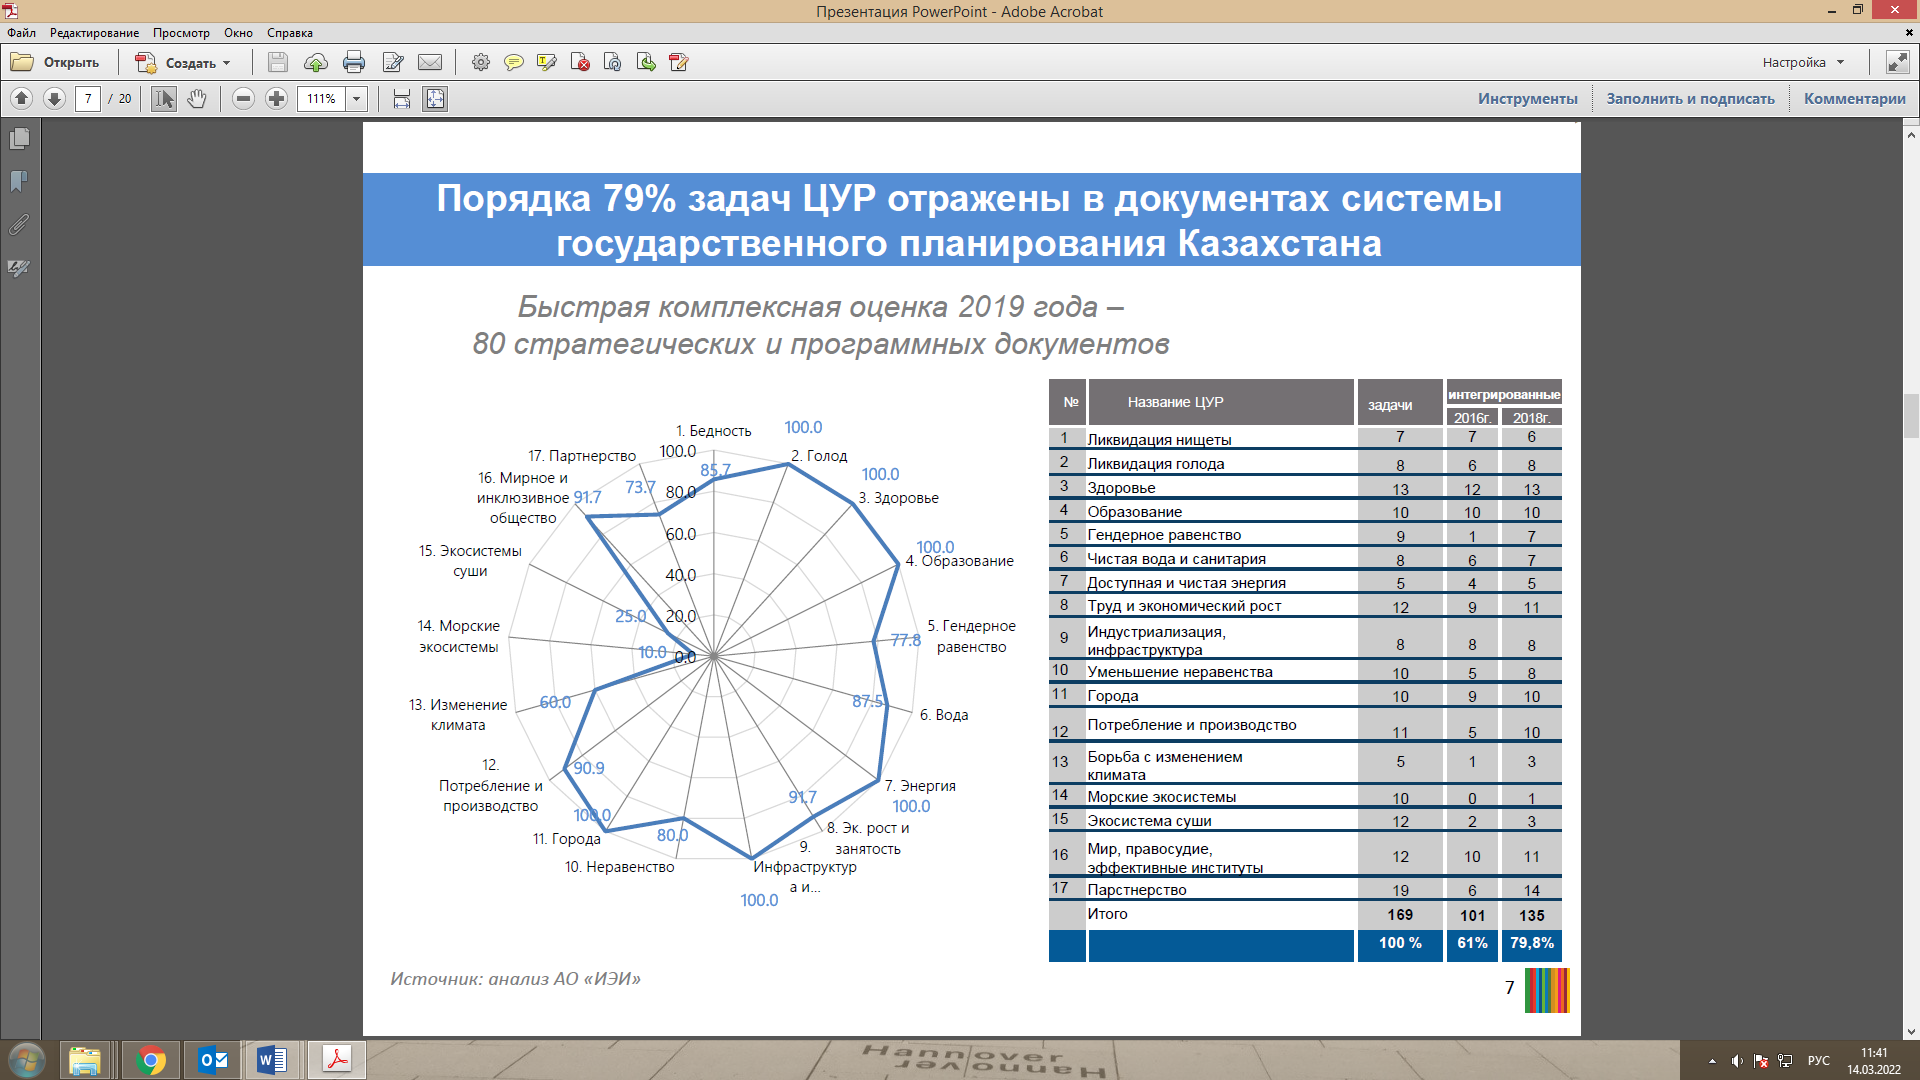 Презентация PowerPoint - Adobe Acrobat
Файл Редактирование Просмотр Окно Справка
Открыть Создать Настройка
7 / 20 111% Инструменты Заполнить и подписать Комментарии
Порядка 79% задач ЦУР отражены в документах системы
государственного планирования Казахстана
Быстрая комплексная оценка 2019 года –
80 стратегических и программных документов
1. Бедность
2. Голод
3. Здоровье
4. Образование
5. Гендерное
равенство
6. Вода
7. Энергия
8. Эк. рост и
занятость
9.
Инфраструктур
а и...
10. Неравенство
11. Города
12.
Потребление и
производство
13. Изменение
климата
14. Морские
экосистемы
15. Экосистемы
суши
16. Мирное и
инклюзивное
общество
17. Партнерство
100.0
80.0
60.0
40.0
20.0
0.0
85.7
100.0
100.0
100.0
77.8
87.5
100.0
91.7
100.0
80.0
100.0
90.9
60.0
10.0
25.0
91.7
73.7
№ Название ЦУР задачи интегрированные
2016г. 2018г.
1 Ликвидация нищеты 7 7 6
2 Ликвидация голода 8 6 8
3 Здоровье 13 12 13
4 Образование 10 10 10
5 Гендерное равенство 9 1 7
6 Чистая вода и санитария 8 6 7
7 Доступная и чистая энергия 5 4 5
8 Труд и экономический рост 12 9 11
9 Индустриализация,
инфраструктура 8 8 8
10 Уменьшение неравенства 10 5 8
11 Города 10 9 10
12 Потребление и производство 11 5 10
13 Борьба с изменением
климата 5 1 3
14 Морские экосистемы 10 0 1
15 Экосистема суши 12 2 3
16 Мир, правосудие,
эффективные институты 12 10 11
17 Парстнерство 19 6 14
Итого 169 101 135
100 % 61% 79,8%
Источник: анализ АО «ИЭИ»
7
Hannover
Hannover
РУС
11:41
14.03.2022